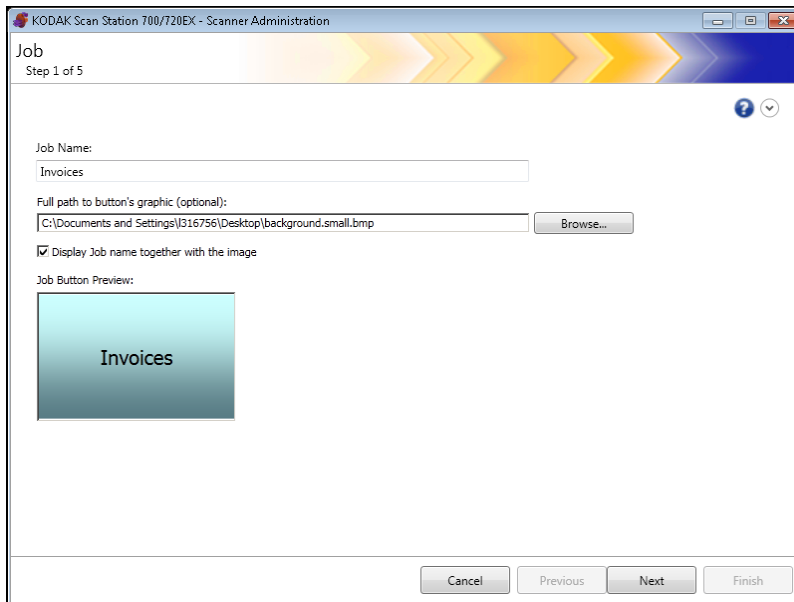 KODAK Scan Station 700/720EX - Scanner Administration
Job
Step 1 of 5
?
Job Name:
Invoices
Full path to button's graphic (optional):
C:\Documents and Settings\l316756\Desktop\background.small.bmp
Browse...
Display Job name together with the image
Job Button Preview:
Invoices
Cancel Previous Next Finish